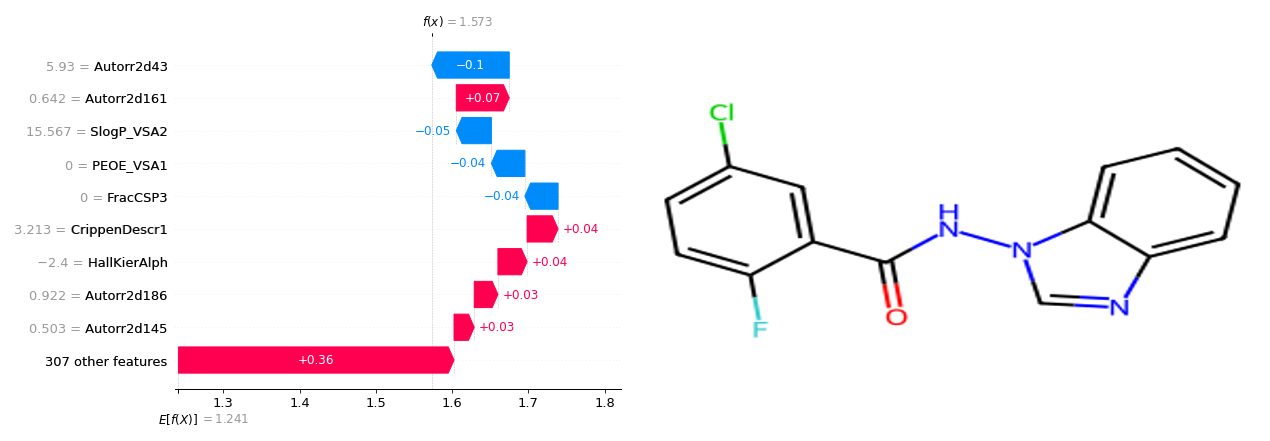 f(x) = 1.573
5.93 = Autorr2d43
−0.1
0.642 = Autorr2d161
+0.07
15.567 = SlogP_VSA2
−0.05
0 = PEOE_VSA1
−0.04
0 = FracCSP3
−0.04
3.213 = CrippenDescr1
+0.04
−2.4 = HallKierAlph
+0.04
0.922 = Autorr2d186
+0.03
0.503 = Autorr2d145
+0.03
307 other features
+0.36
1.3 1.4 1.5 1.6 1.7 1.8
E[f(X)] = 1.241
Cl
H
N
N
N
O
F